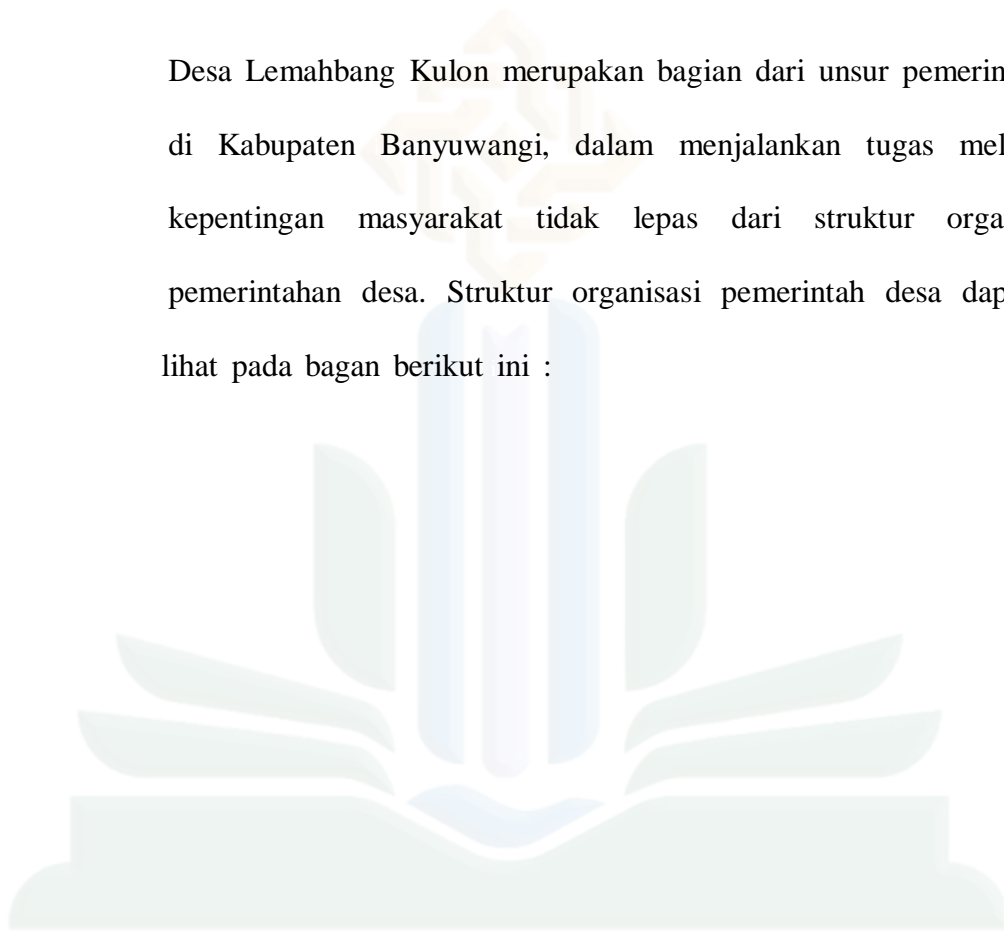 Desa Lemahbang Kulon merupakan bagian dari unsur pemerin
di Kabupaten Banyuwangi, dalam menjalankan tugas mel
kepentingan masyarakat tidak lepas dari struktur orga
pemerintahan desa. Struktur organisasi pemerintah desa dap
lihat pada bagan berikut ini :